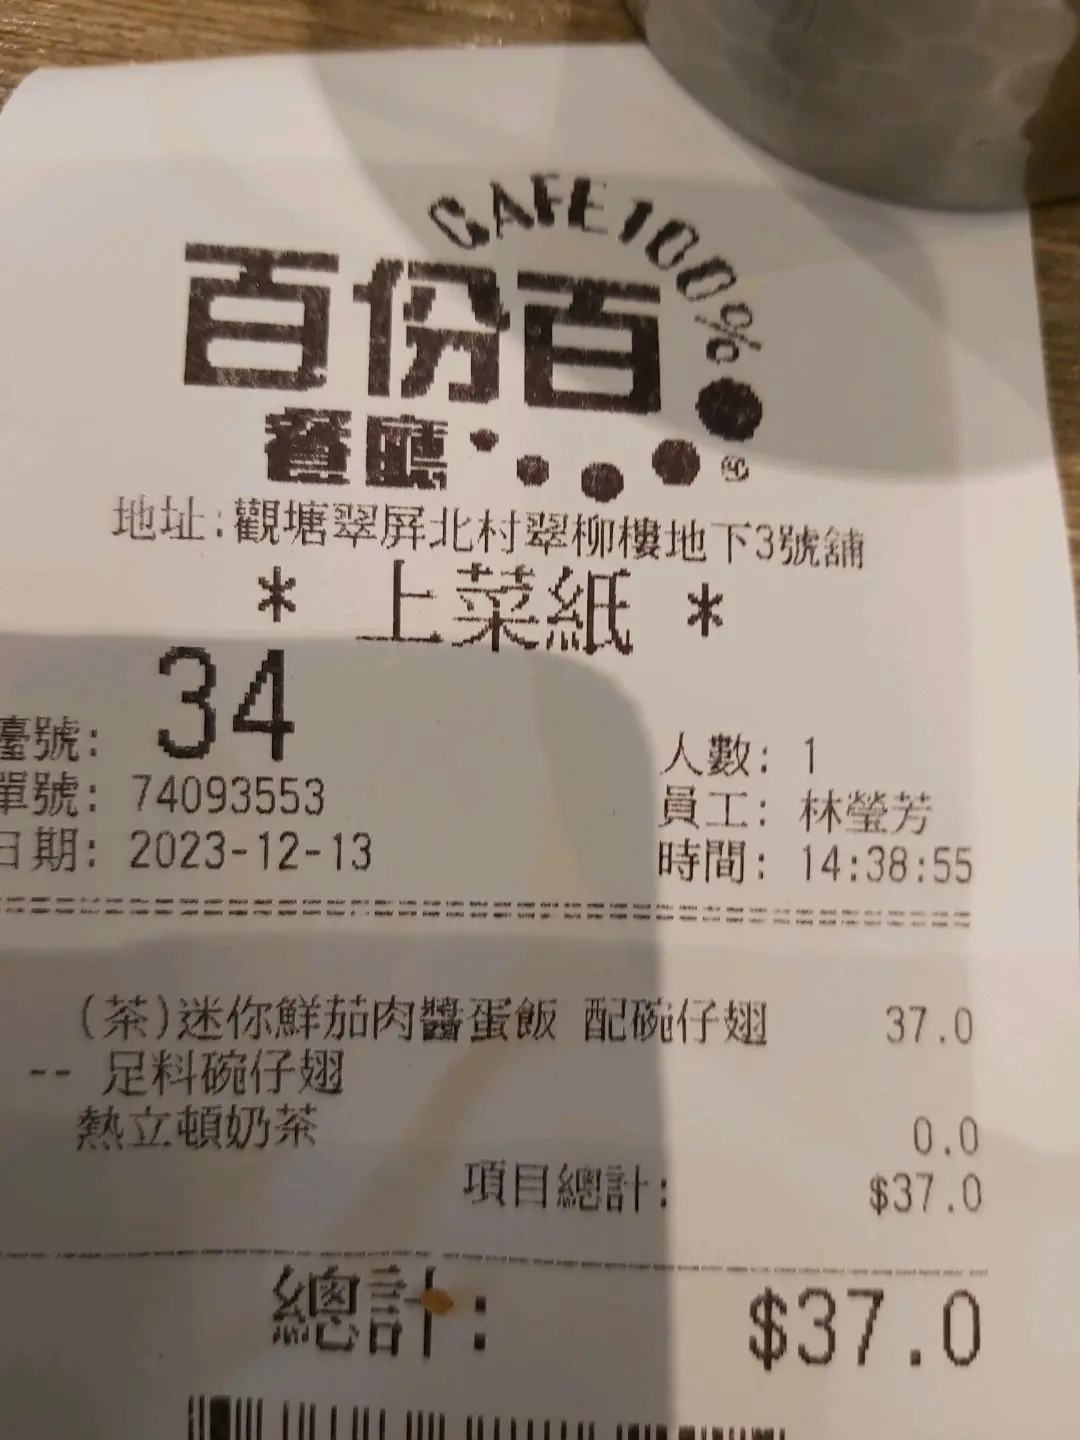 CAFE100%
百份百
餐廳
地址:觀塘翠屏北村翠柳樓地下3號舖
* 上菜紙 *
臺號: 34
人數: 1
單號: 74093553
員工: 林瑩芳
日期: 2023-12-13
時間: 14:38:55
(茶)迷你鮮茄肉醬蛋飯 配碗仔翅 37.0
-- 足料碗仔翅
熱立頓奶茶 0.0
項目總計: $37.0
總計: $37.0